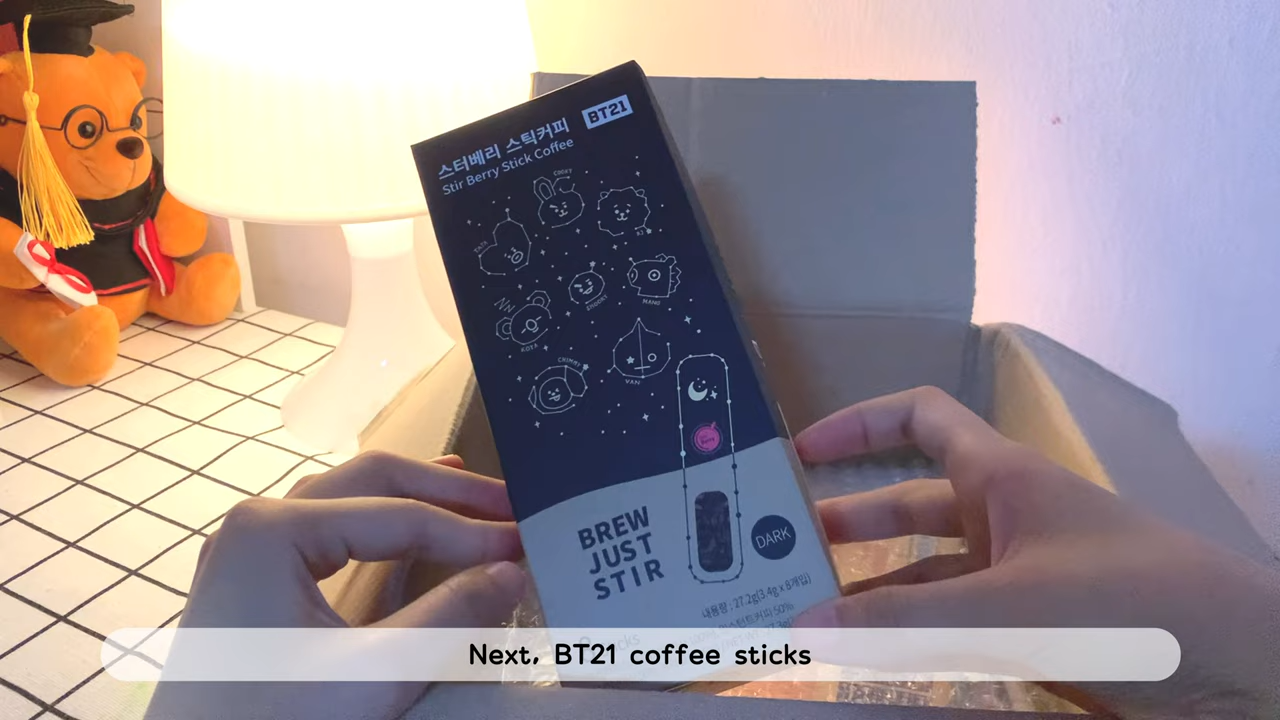 BT21
스터베리 스틱커피
Stir Berry Stick Coffee
COOKY
TATA
RJ
SHOOKY
MANG
KOYA
CHIMMY
VAN
BREW
JUST
STIR
DARK
내용량 : 27.2g(3.4g x 8개입)
50%
Next, BT21 coffee sticks